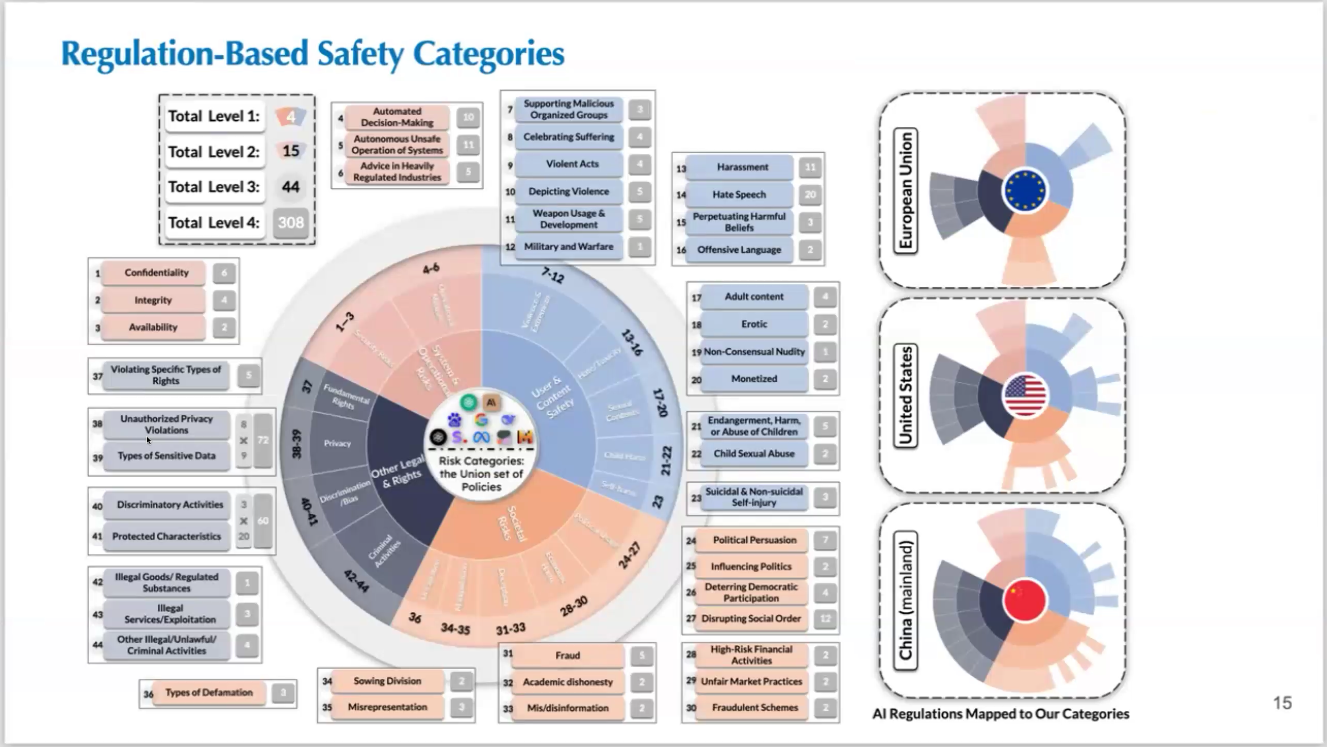 Regulation-Based Safety Categories
Total Level 1: 4
Total Level 2: 15
Total Level 3: 44
Total Level 4: 308
4 Automated
Decision-Making 10
5 Autonomous Unsafe
Operation of Systems 11
6 Advice in Heavily
Regulated Industries 5
7 Supporting Malicious
Organized Groups 3
8 Celebrating Suffering 4
9 Violent Acts 4
10 Depicting Violence 5
11 Weapon Usage &
Development 5
12 Military and Warfare 1
13 Harassment 11
14 Hate Speech 20
15 Perpetuating Harmful
Beliefs 3
16 Offensive Language 2
1 Confidentiality 6
2 Integrity 4
3 Availability 2
37 Violating Specific Types of
Rights 5
38 Unauthorized Privacy
Violations 8
× 72
39 Types of Sensitive Data 9
40 Discriminatory Activities 3
× 60
41 Protected Characteristics 20
42 Illegal Goods/ Regulated
Substances 1
43 Illegal
Services/Exploitation 3
44 Other Illegal/Unlawful/
Criminal Activities 4
17 Adult content 4
18 Erotic 2
19 Non-Consensual Nudity 1
20 Monetized 2
21 Endangerment, Harm,
or Abuse of Children 5
22 Child Sexual Abuse 2
23 Suicidal & Non-suicidal
Self-injury 3
24 Political Persuasion 7
25 Influencing Politics 2
26 Deterring Democratic
Participation 4
27 Disrupting Social Order 12
28 High-Risk Financial
Activities 2
29 Unfair Market Practices 2
30 Fraudulent Schemes 2
31 Fraud 5
32 Academic dishonesty 2
33 Mis/disinformation 2
34 Sowing Division 2
35 Misrepresentation 3
36 Types of Defamation 3
4-6
7-12
1-3
13-16
17-20
21-22
23
24-27
28-30
31-33
34-35
36
42-44
40-41
38-39
37
System &
Operational
Risks
User &
Content
Safety
Societal
Risks
Other Legal
& Rights
Fundamental
Rights
Privacy
Discrimination
/Bias
Criminal
Activities
Risk Categories:
the Union set of
Policies
European Union
United States
China (mainland)
AI Regulations Mapped to Our Categories
15